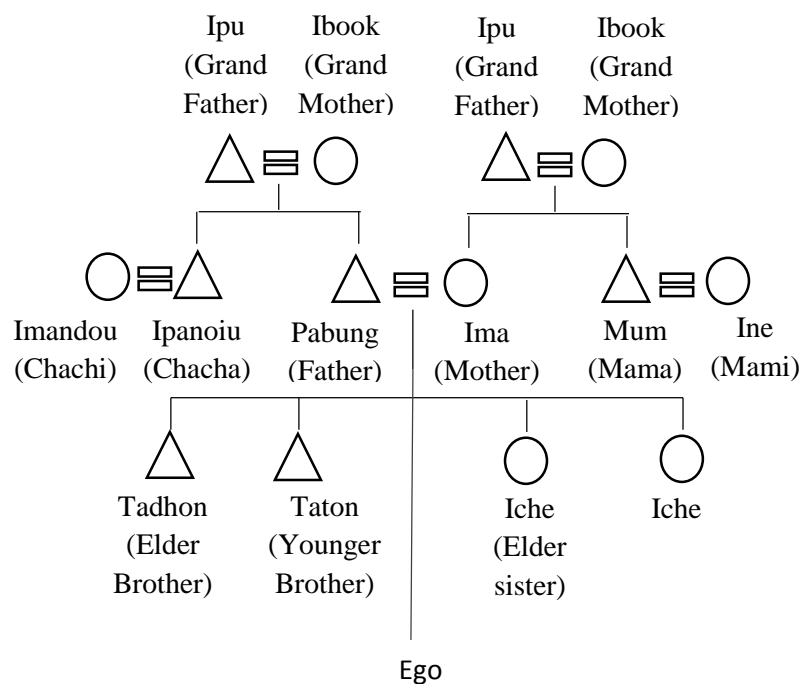 Ipu
(Grand
Father)
Ibook
(Grand
Mother)
Ipu
(Grand
Father)
Ibook
(Grand
Mother)
Imandou
(Chachi)
Ipanoiu
(Chacha)
Pabung
(Father)
Ima
(Mother)
Mum
(Mama)
Ine
(Mami)
Tadhon
(Elder
Brother)
Taton
(Younger
Brother)
Iche
(Elder
sister)
Iche
Ego